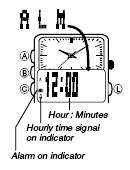 ALM
A
B
12:00
C
L
Hour : Minutes
Hourly time signal
on indicator
Alarm on indicator